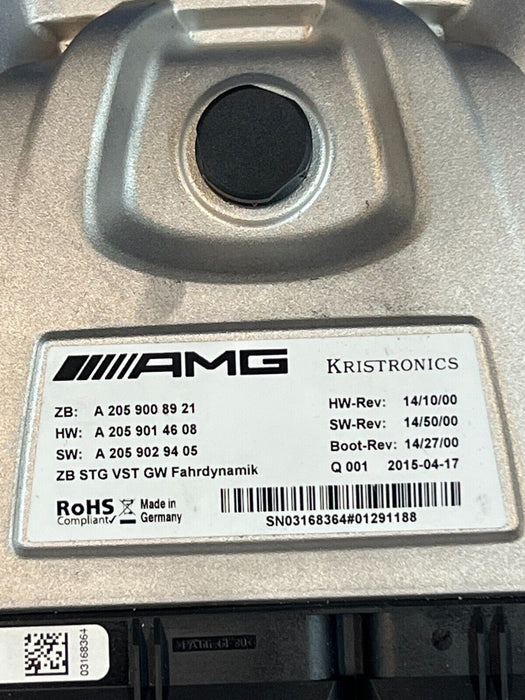 AMG KRISTRONICS
ZB: A 205 900 89 21
HW: A 205 901 46 08
SW: A 205 902 94 05
ZB STG VST GW Fahrdynamik
HW-Rev: 14/10/00
SW-Rev: 14/50/00
Boot-Rev: 14/27/00
Q 001 2015-04-17
RoHS
Compliant✓
Made in
Germany
SN03168364#01291188
03168364